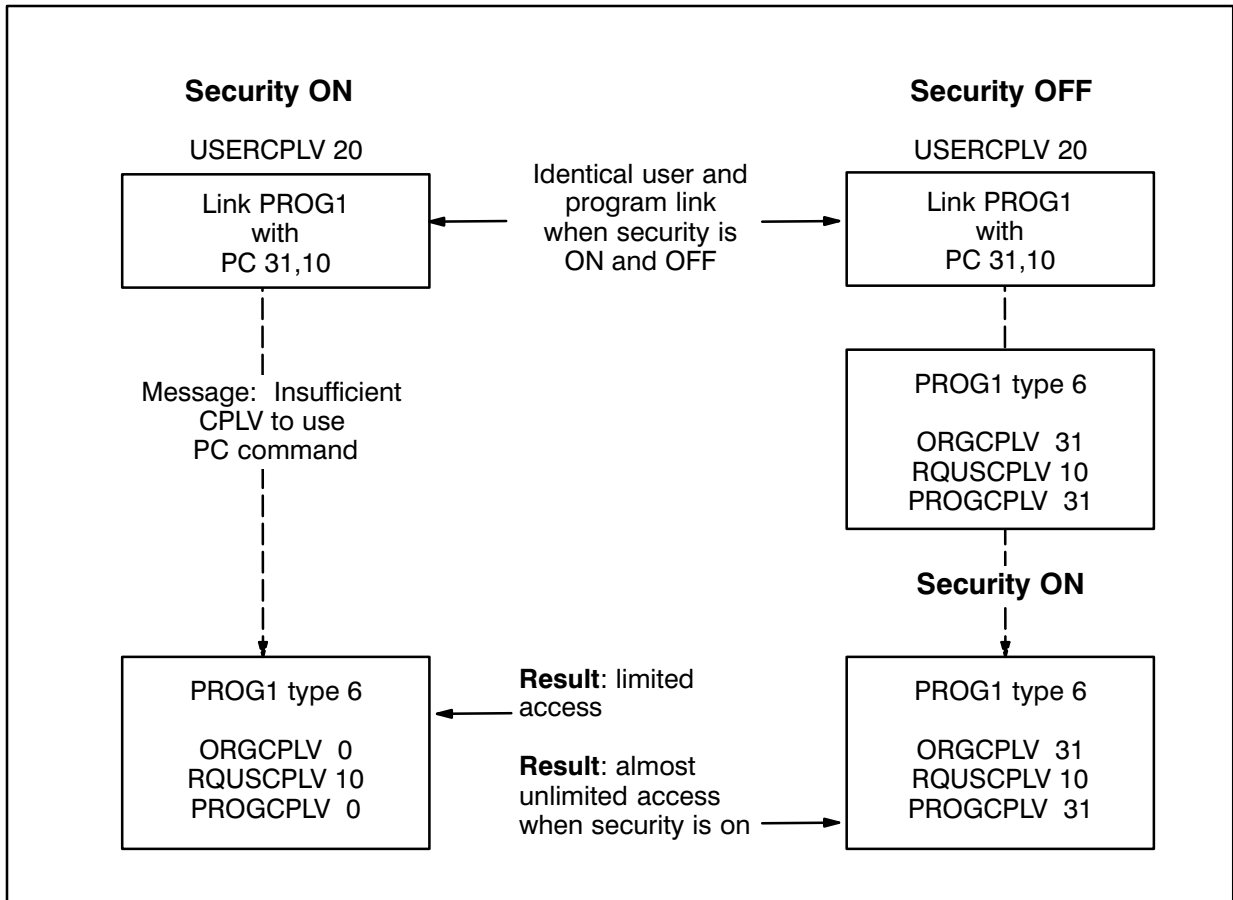 Security ON
USERCPLV 20
Link PROG1
with
PC 31,10
Identical user and
program link
when security is
ON and OFF
Security OFF
USERCPLV 20
Link PROG1
with
PC 31,10
Message:  Insufficient
CPLV to use
PC command
PROG1 type 6
ORGCPLV  31
RQUSCPLV 10
PROGCPLV  31
Security ON
PROG1 type 6
ORGCPLV  0
RQUSCPLV 10
PROGCPLV  0
Result: limited
access
Result: almost
unlimited access
when security is on
PROG1 type 6
ORGCPLV  31
RQUSCPLV 10
PROGCPLV  31